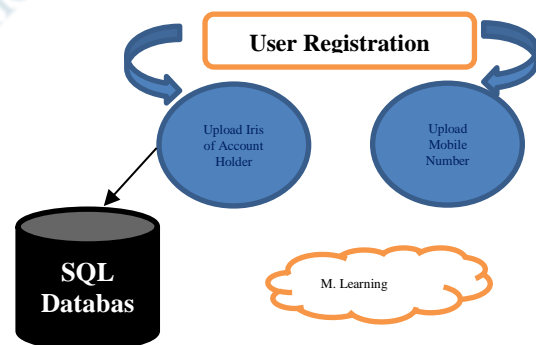 User Registration
Upload Iris
of Account
Holder
Upload
Mobile
Number
SQL
Databas
M. Learning